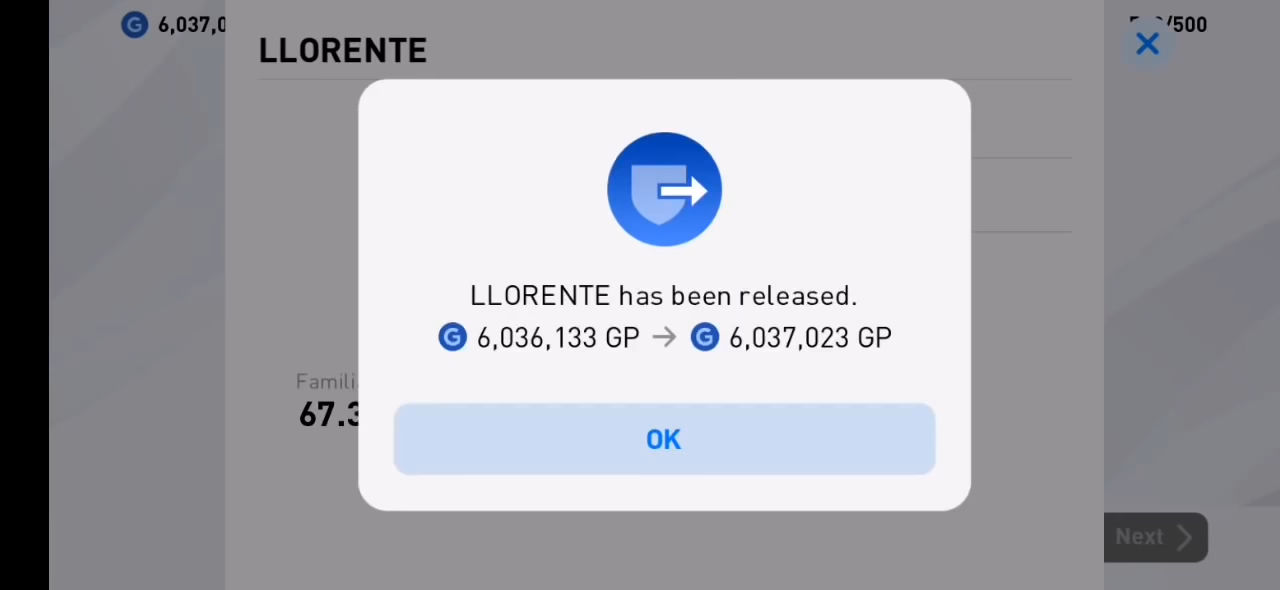 6,037,0
/500
LLORENTE
LLORENTE has been released.
G 6,036,133 GP → G 6,037,023 GP
Famili
67.3
OK
Next